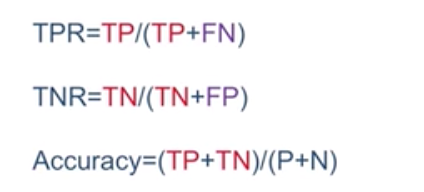 TPR=TP/(TP+FN)
TNR=TN/(TN+FP)
Accuracy=(TP+TN)/(P+N)